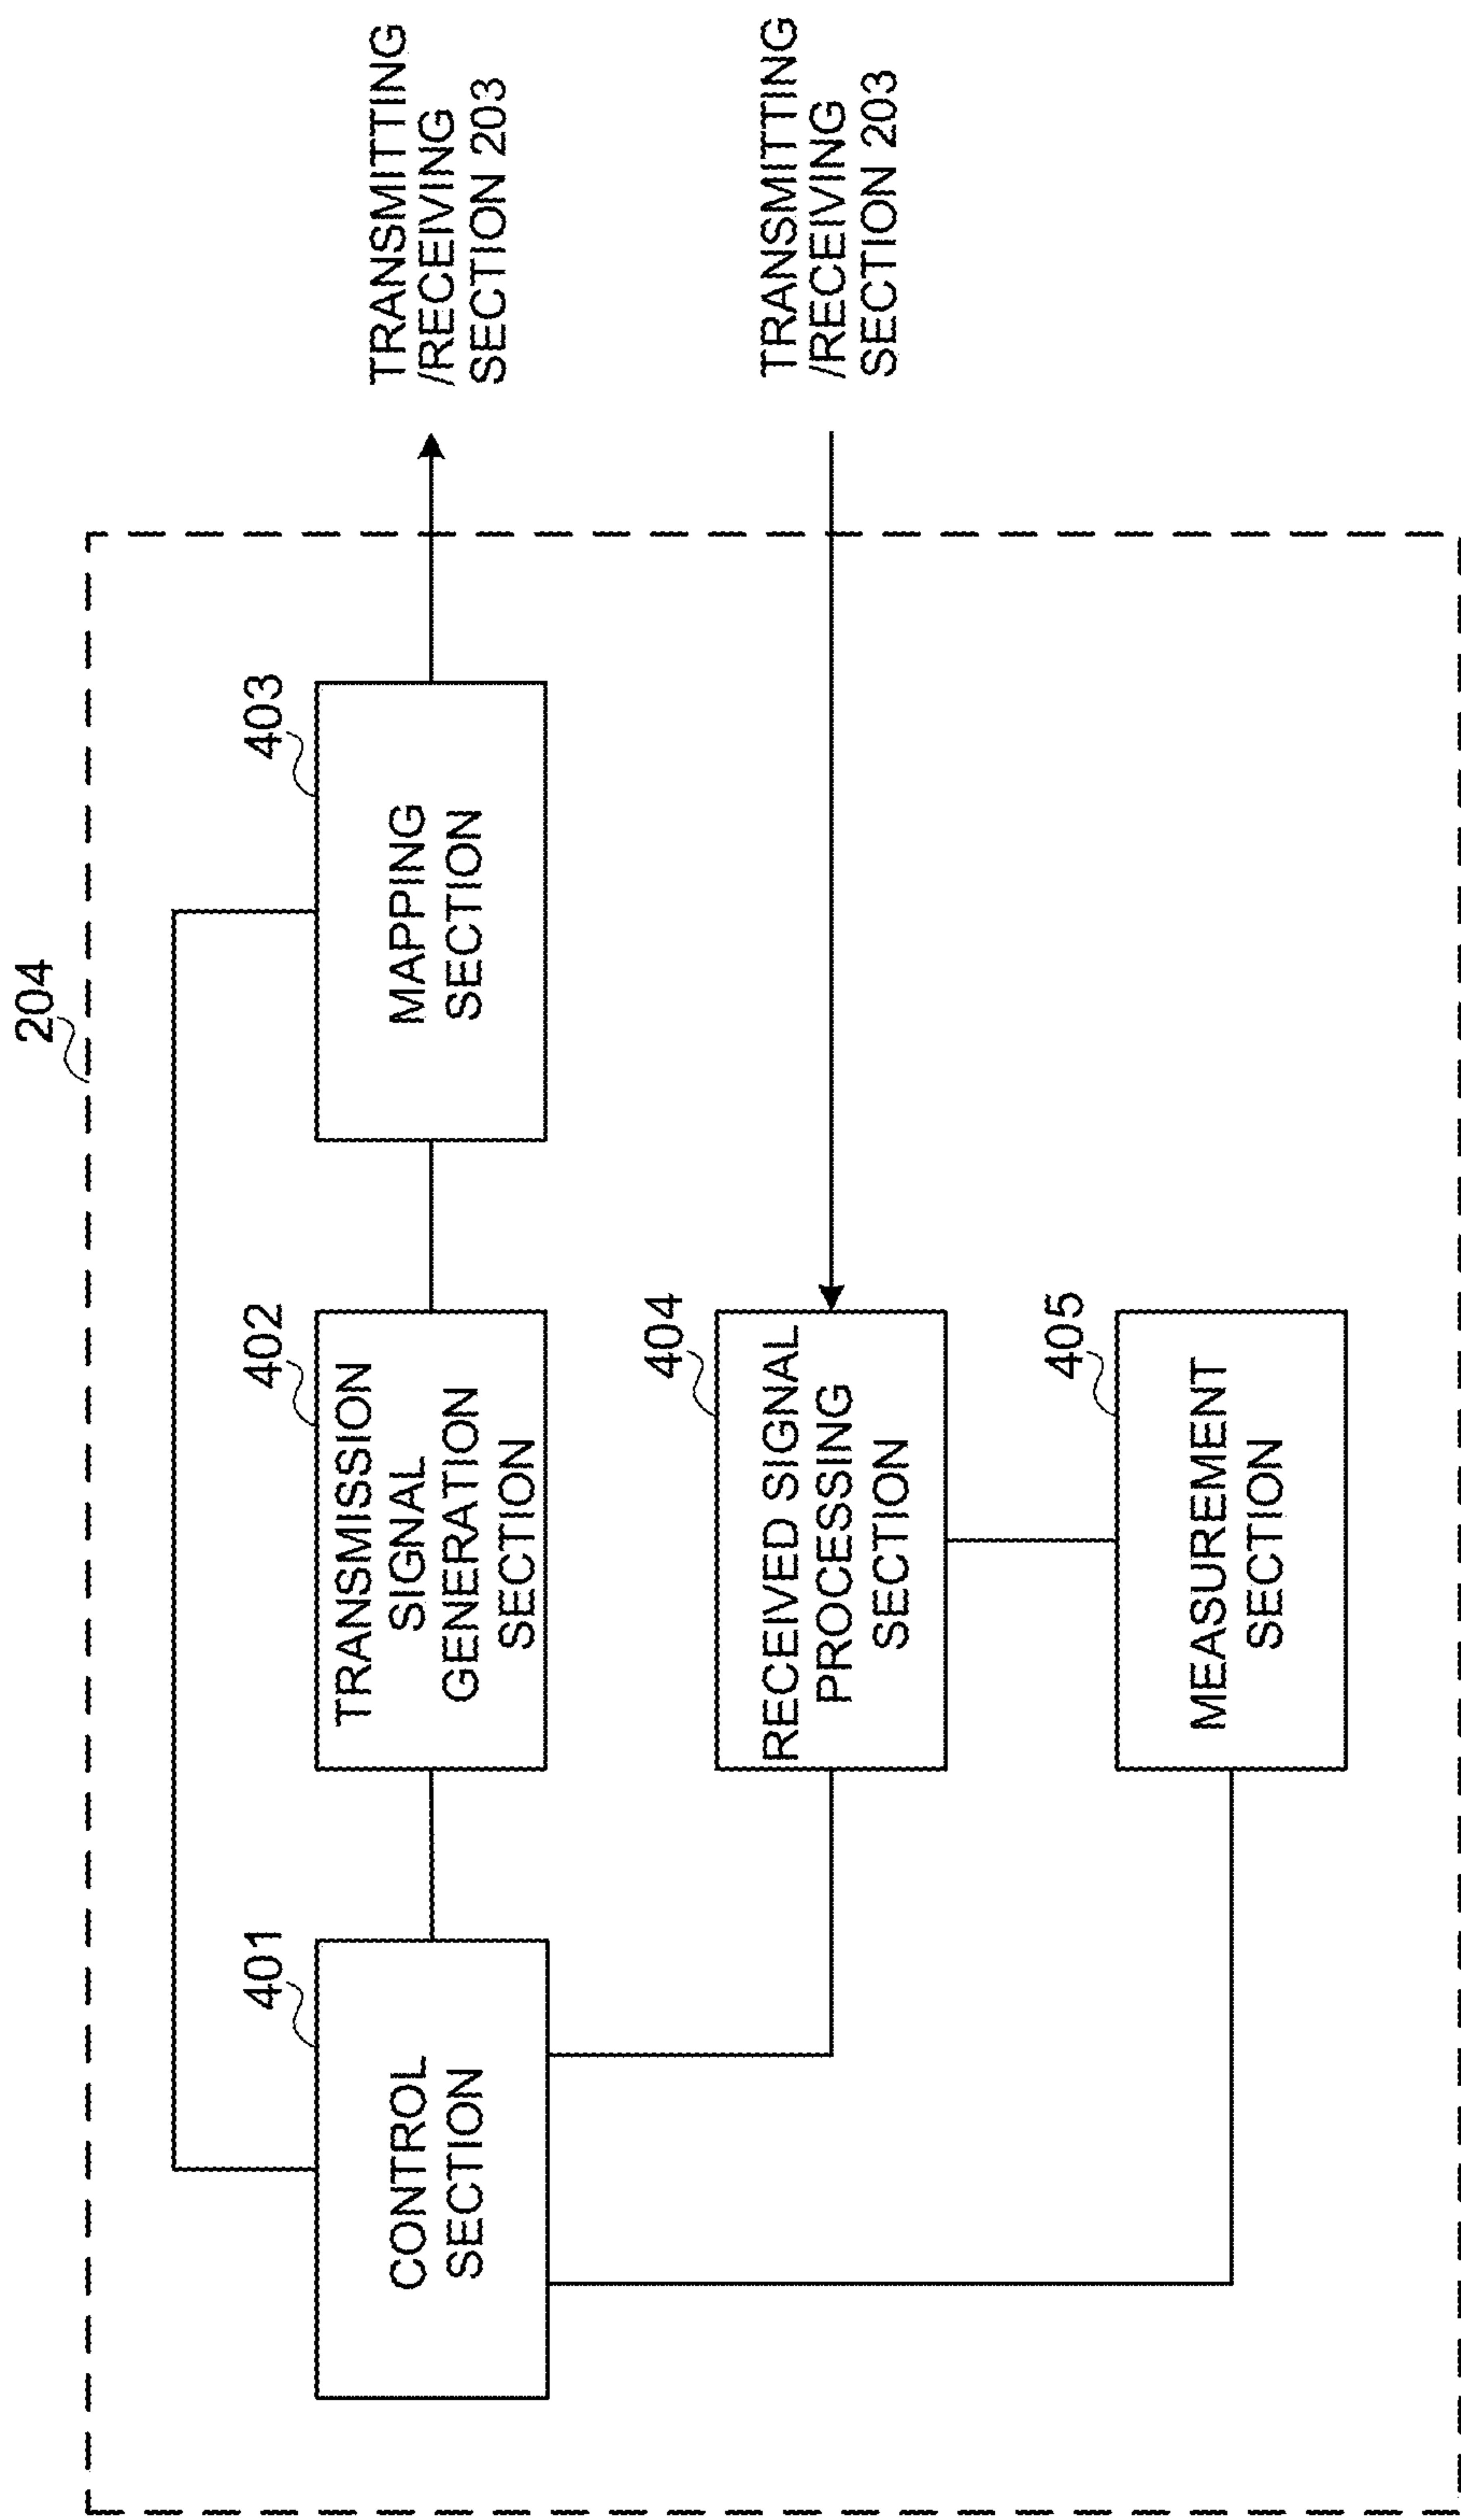 204
401
CONTROL
SECTION
402
TRANSMISSION
SIGNAL
GENERATION
SECTION
403
MAPPING
SECTION
TRANSMITTING
/RECEIVING
SECTION 203
404
RECEIVED SIGNAL
PROCESSING
SECTION
TRANSMITTING
/RECEIVING
SECTION 203
405
MEASUREMENT
SECTION